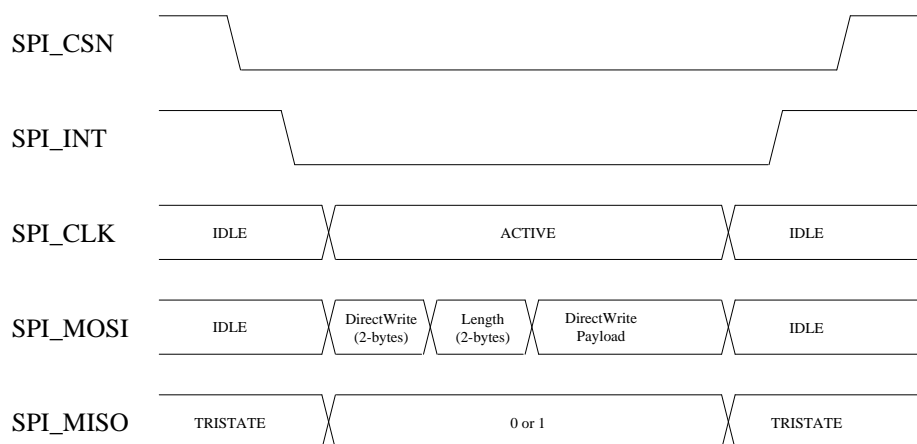 SPI_CSN
SPI_INT
SPI_CLK
IDLE
ACTIVE
IDLE
SPI_MOSI
IDLE
DirectWrite
(2-bytes)
Length
(2-bytes)
DirectWrite
Payload
IDLE
SPI_MISO
TRISTATE
0 or 1
TRISTATE